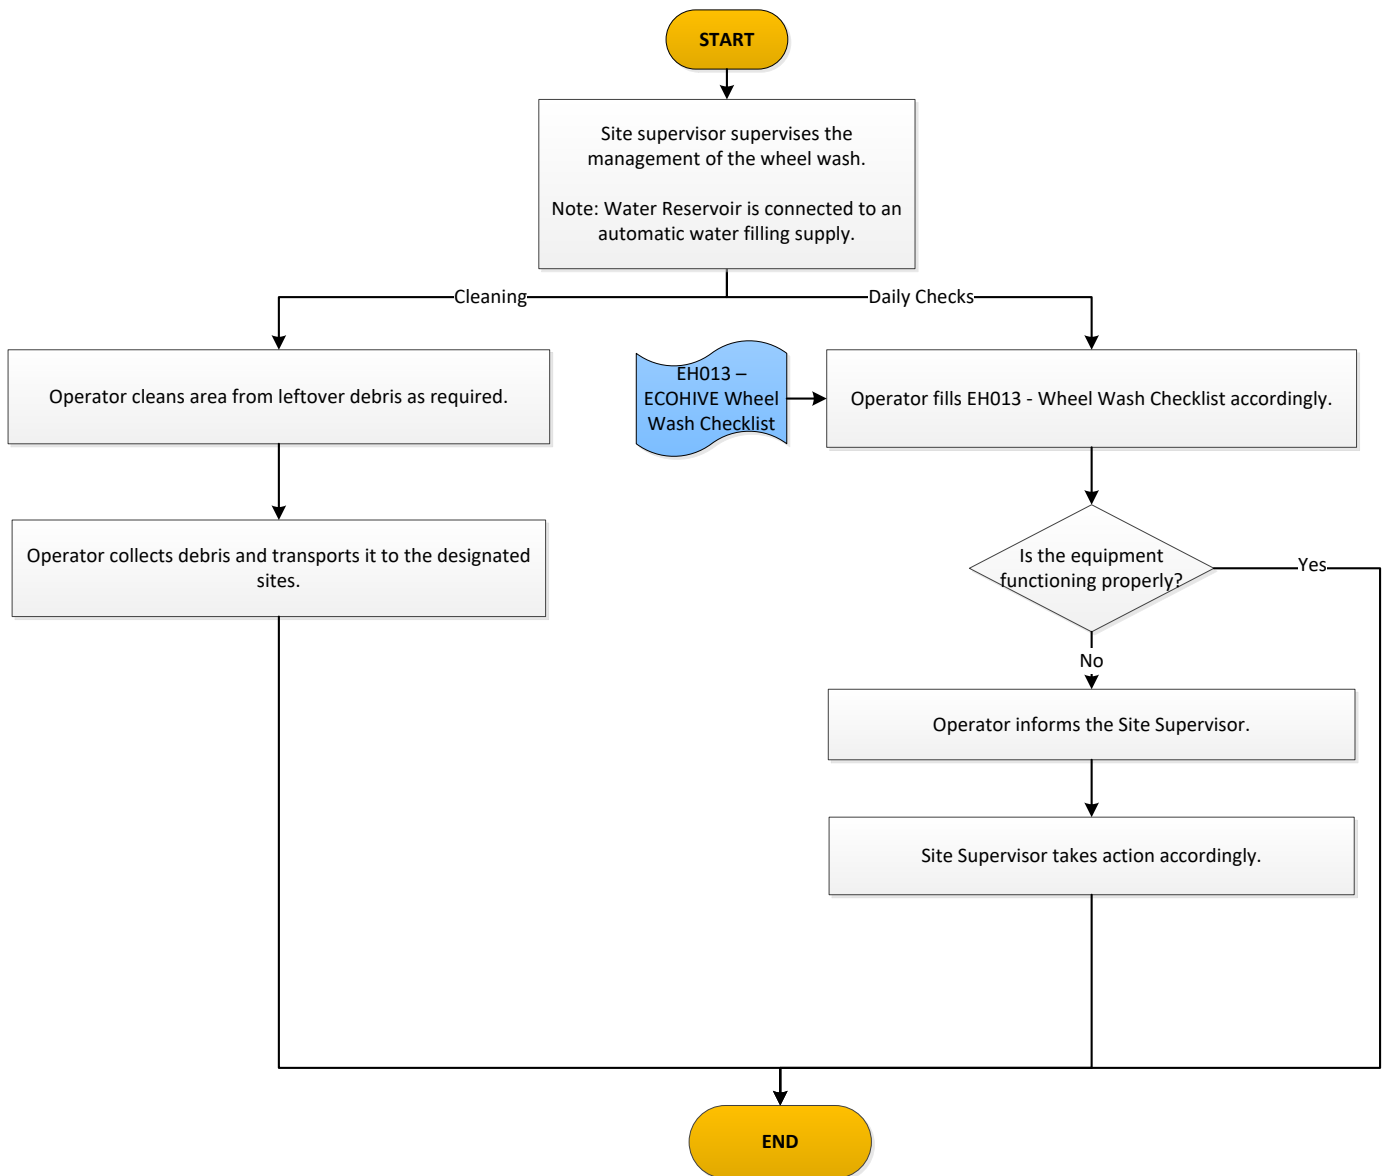 START
Site supervisor supervises the
management of the wheel wash.
Note: Water Reservoir is connected to an
automatic water filling supply.
Cleaning
Daily Checks
Operator cleans area from leftover debris as required.
EH013 –
ECOHIVE Wheel
Wash Checklist
Operator fills EH013 - Wheel Wash Checklist accordingly.
Operator collects debris and transports it to the designated
sites.
Is the equipment
functioning properly?
Yes
No
Operator informs the Site Supervisor.
Site Supervisor takes action accordingly.
END